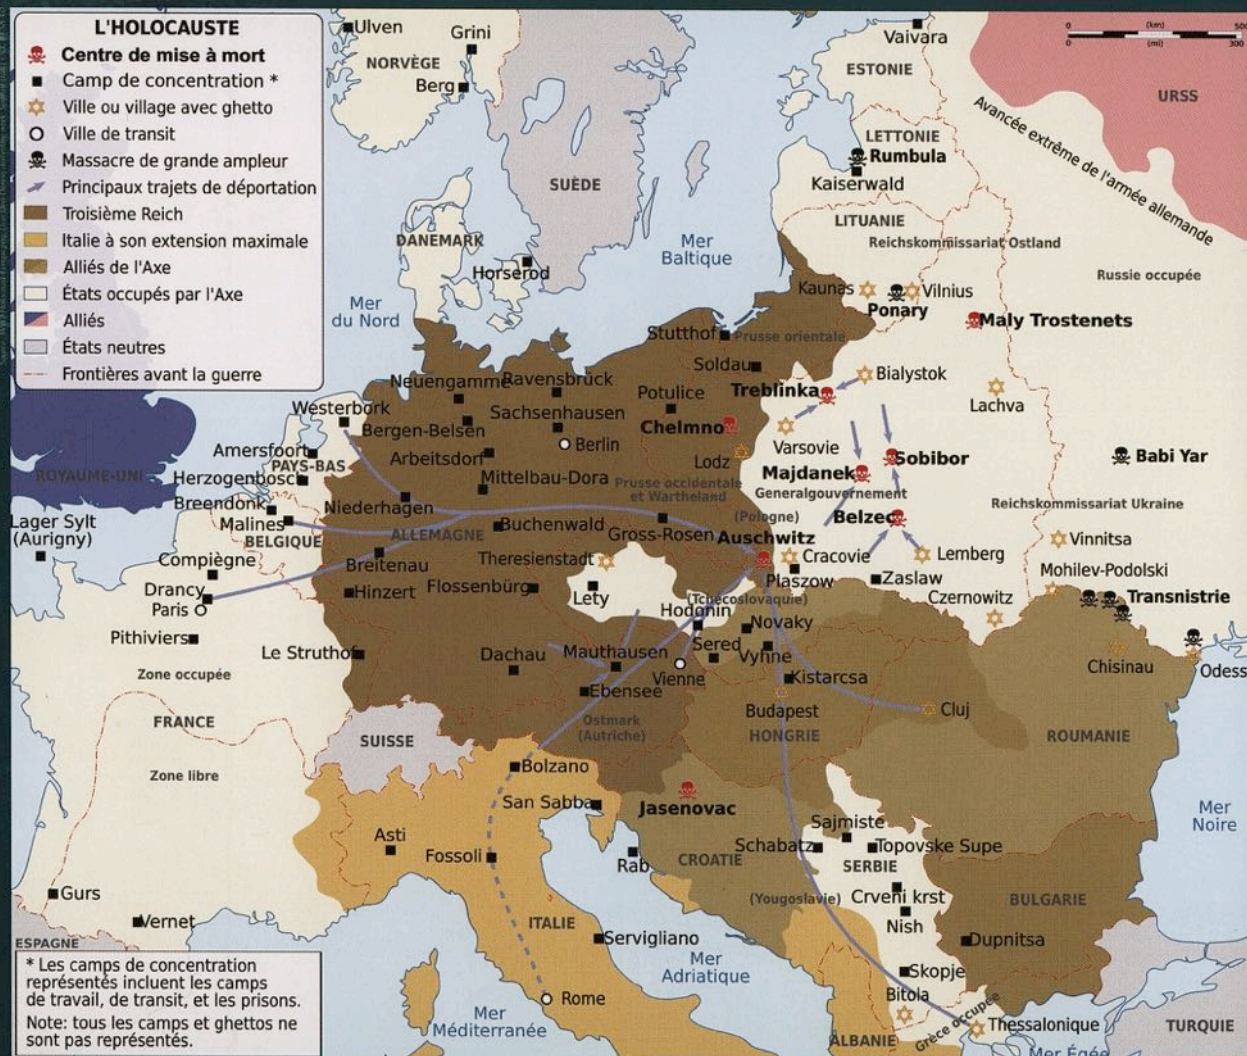 L'HOLOCAUSTE
Centre de mise à mort
Camp de concentration *
Ville ou village avec ghetto
Ville de transit
Massacre de grande ampleur
Principaux trajets de déportation
Troisième Reich
Italie à son extension maximale
Alliés de l'Axe
États occupés par l'Axe
Alliés
États neutres
Frontières avant la guerre
0 (km) 500
0 (mi) 300
Ulven
Grini
NORVÈGE
Berg
SUÈDE
Vaivara
ESTONIE
URSS
Avancée extrême de l'armée allemande
LETTONIE
Rumbula
Kaiserwald
LITUANIE
Reichskommissariat Ostland
Russie occupée
DANEMARK
Horserod
Mer
Baltique
Mer
du Nord
Kaunas
Vilnius
Ponary
Maly Trostenets
Stutthof
Prusse orientale
Soldau
Neuengamme
Ravensbrück
Potulice
Treblinka
Bialystok
Lachva
Westerbork
Sachsenhausen
Bergen-Belsen
Berlin
Chelmno
Varsovie
Amersfoort
PAYS-BAS
Arbeitsdorf
Lodz
Majdanek
Sobibor
Babi Yar
ROYAUME-UNI
Herzogenbosch
Mittelbau-Dora
Prusse occidentale
et Wartheland
Generalgouvernement
Breendonk
Niederhagen
(Pologne)
Belzec
Reichskommissariat Ukraine
Lager Sylt
(Aurigny)
Malines
BELGIQUE
ALLEMAGNE
Buchenwald
Gross-Rosen
Auschwitz
Compiègne
Breitenau
Theresienstadt
Cracovie
Lemberg
Vinnitsa
Drancy
Paris
Hinzert
Flossenbürg
Lety
Plaszow
Zaslaw
Mohilev-Podolski
(Tchécoslovaquie)
Czernowitz
Transnistrie
Pithiviers
Le Struthof
Hodonin
Novaky
Zone occupée
Dachau
Mauthausen
Sered
Vyhne
Chisinau
Odess
Vienne
Kistarcsa
Ebensee
FRANCE
SUISSE
Ostmark
(Autriche)
Budapest
HONGRIE
Cluj
ROUMANIE
Zone libre
Bolzano
San Sabba
Jasenovac
Mer
Noire
Asti
Fossoli
Rab
CROATIE
Sajmiste
Schabatz
Topovske Supe
SERBIE
Gurs
Vernet
(Yougoslavie)
Crveni krst
Nish
BULGARIE
ESPAGNE
ITALIE
Servigliano
Dupnitsa
Mer
Adriatique
Skopje
Rome
Bitola
Mer
Méditerranée
Grèce occupée
Thessalonique
ALBANIE
TURQUIE
Mer Égée
* Les camps de concentration
représentés incluent les camps
de travail, de transit, et les prisons.
Note: tous les camps et ghettos ne
sont pas représentés.